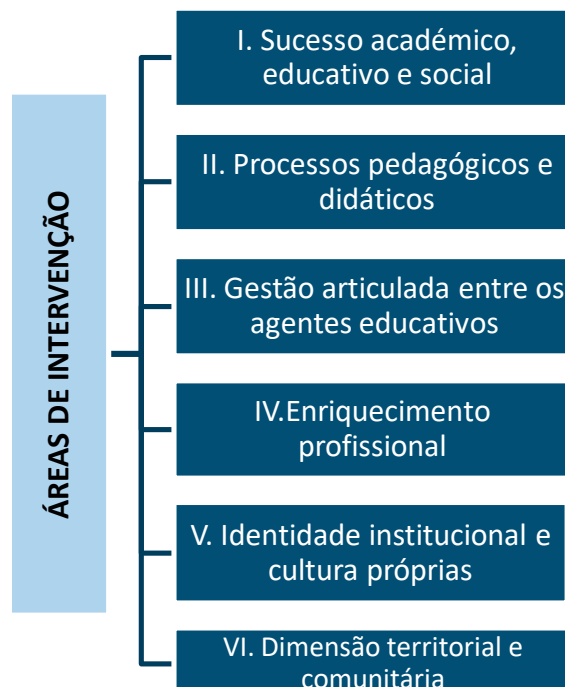 ÁREAS DE INTERVENÇÃO
I. Sucesso académico,
educativo e social
II. Processos pedagógicos e
didáticos
III. Gestão articulada entre os
agentes educativos
IV.Enriquecimento
profissional
V. Identidade institucional e
cultura próprias
VI. Dimensão territorial e
comunitária